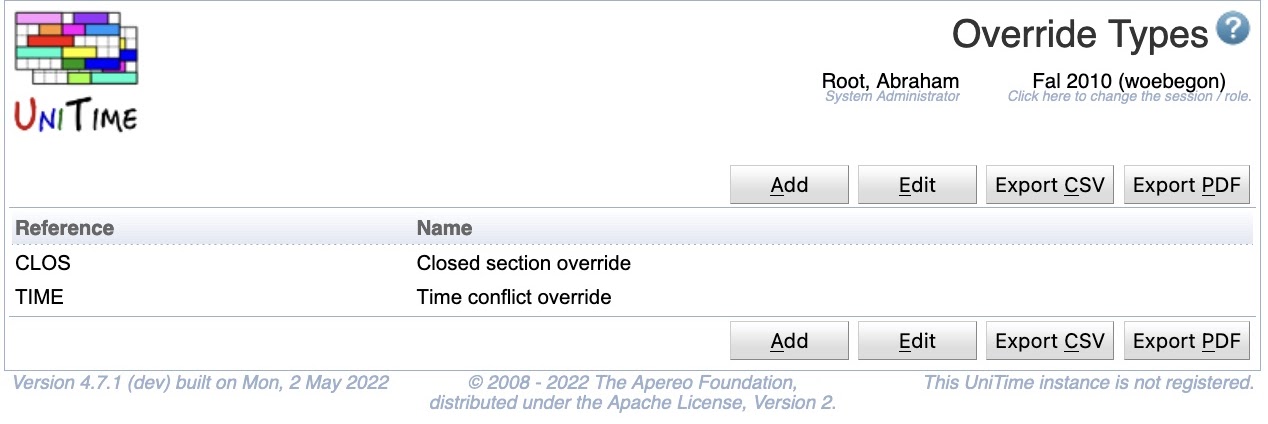 UNITIME
Override Types ?
Root, Abraham
System Administrator
Fal 2010 (woebegon)
Click here to change the session / role.
Add Edit Export CSV Export PDF
Reference Name
CLOS Closed section override
TIME Time conflict override
Add Edit Export CSV Export PDF
Version 4.7.1 (dev) built on Mon, 2 May 2022
© 2008 - 2022 The Apereo Foundation,
distributed under the Apache License, Version 2.
This UniTime instance is not registered.